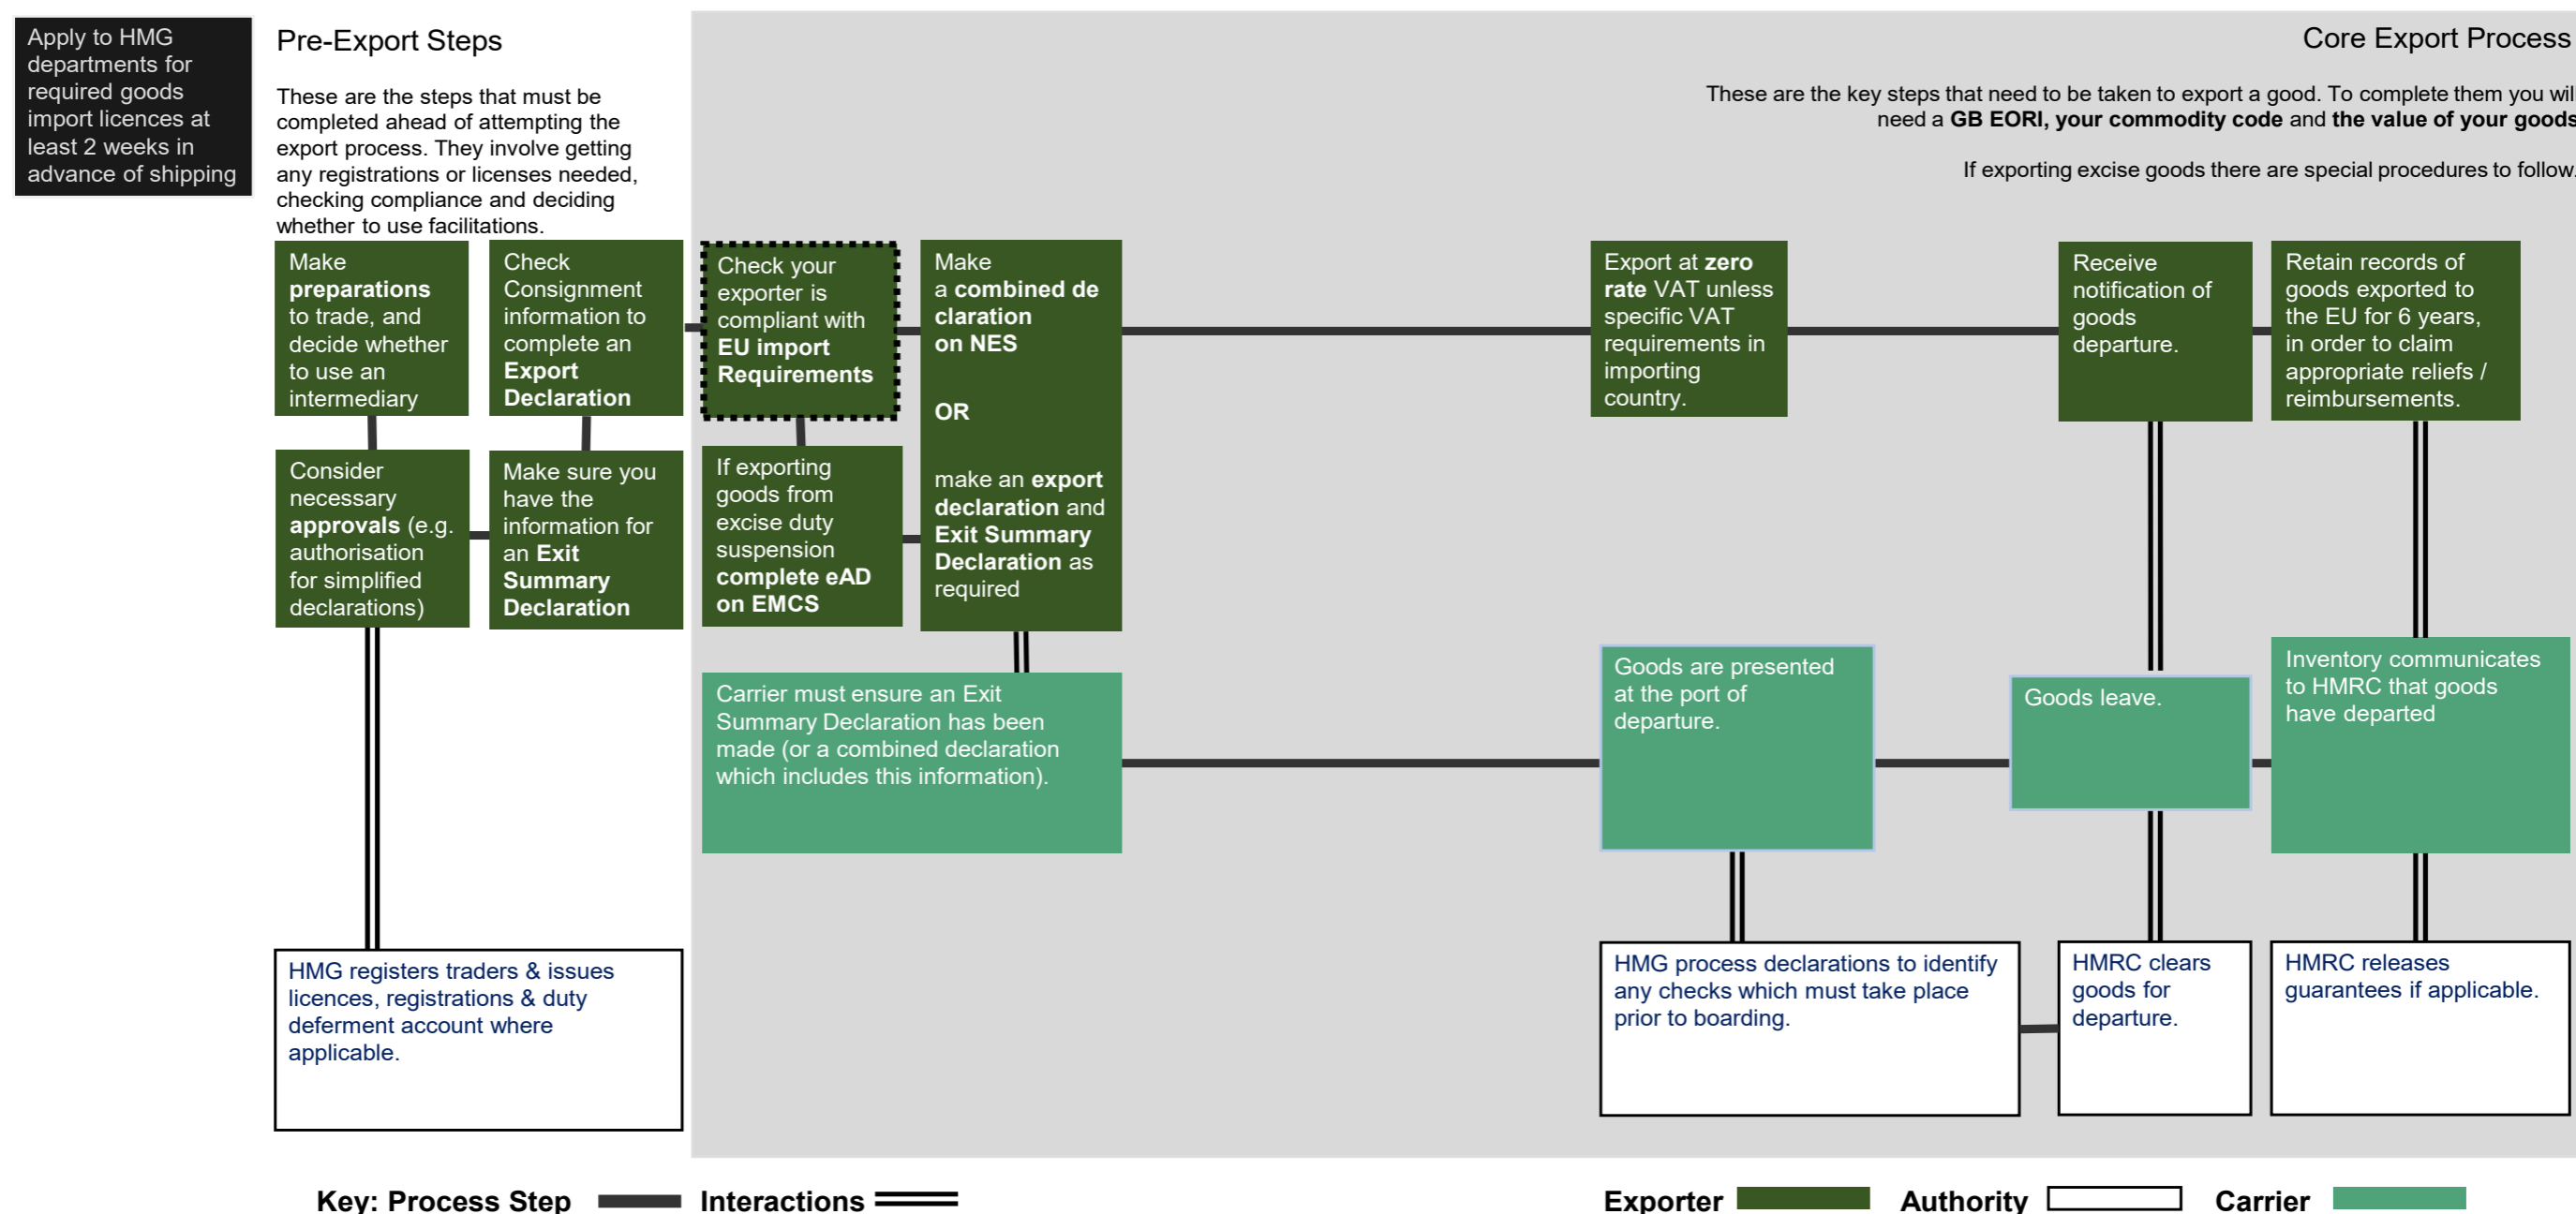 Apply to HMG
departments for
required goods
import licences at
least 2 weeks in
advance of shipping
Pre-Export Steps
These are the steps that must be
completed ahead of attempting the
export process. They involve getting
any registrations or licenses needed,
checking compliance and deciding
whether to use facilitations.
Core Export Process
These are the key steps that need to be taken to export a good. To complete them you will
need a GB EORI, your commodity code and the value of your goods
If exporting excise goods there are special procedures to follow.
Make
preparations
to trade, and
decide whether
to use an
intermediary
Check
Consignment
information to
complete an
Export
Declaration
Check your
exporter is
compliant with
EU import
Requirements
Make
a combined de
claration
on NES
OR
make an export
declaration and
Exit Summary
Declaration as
required
Export at zero
rate VAT unless
specific VAT
requirements in
importing
country.
Receive
notification of
goods
departure.
Retain records of
goods exported to
the EU for 6 years,
in order to claim
appropriate reliefs /
reimbursements.
Consider
necessary
approvals (e.g.
authorisation
for simplified
declarations)
Make sure you
have the
information for
an Exit
Summary
Declaration
If exporting
goods from
excise duty
suspension
complete eAD
on EMCS
Carrier must ensure an Exit
Summary Declaration has been
made (or a combined declaration
which includes this information).
Goods are presented
at the port of
departure.
Goods leave.
Inventory communicates
to HMRC that goods
have departed
HMG registers traders & issues
licences, registrations & duty
deferment account where
applicable.
HMG process declarations to identify
any checks which must take place
prior to boarding.
HMRC clears
goods for
departure.
HMRC releases
guarantees if applicable.
Key: Process Step
Interactions
Exporter
Authority
Carrier